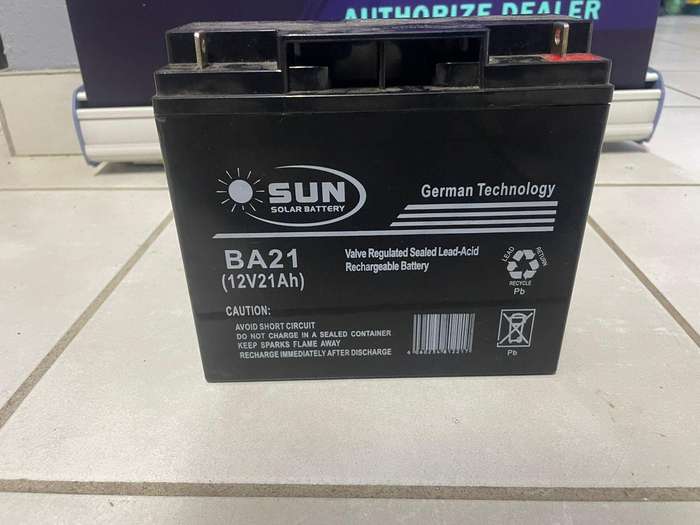 AUTHORIZE DEALER
SUN
SOLAR BATTERY
German Technology
BA21
(12V21Ah)
Valve Regulated Sealed Lead-Acid
Rechargeable Battery
LEAD RETURN
RECYCLE
Pb
CAUTION:
AVOID SHORT CIRCUIT
DO NOT CHARGE IN A SEALED CONTAINER
KEEP SPARKS FLAME AWAY
RECHARGE IMMEDIATELY AFTER DISCHARGE
Pb